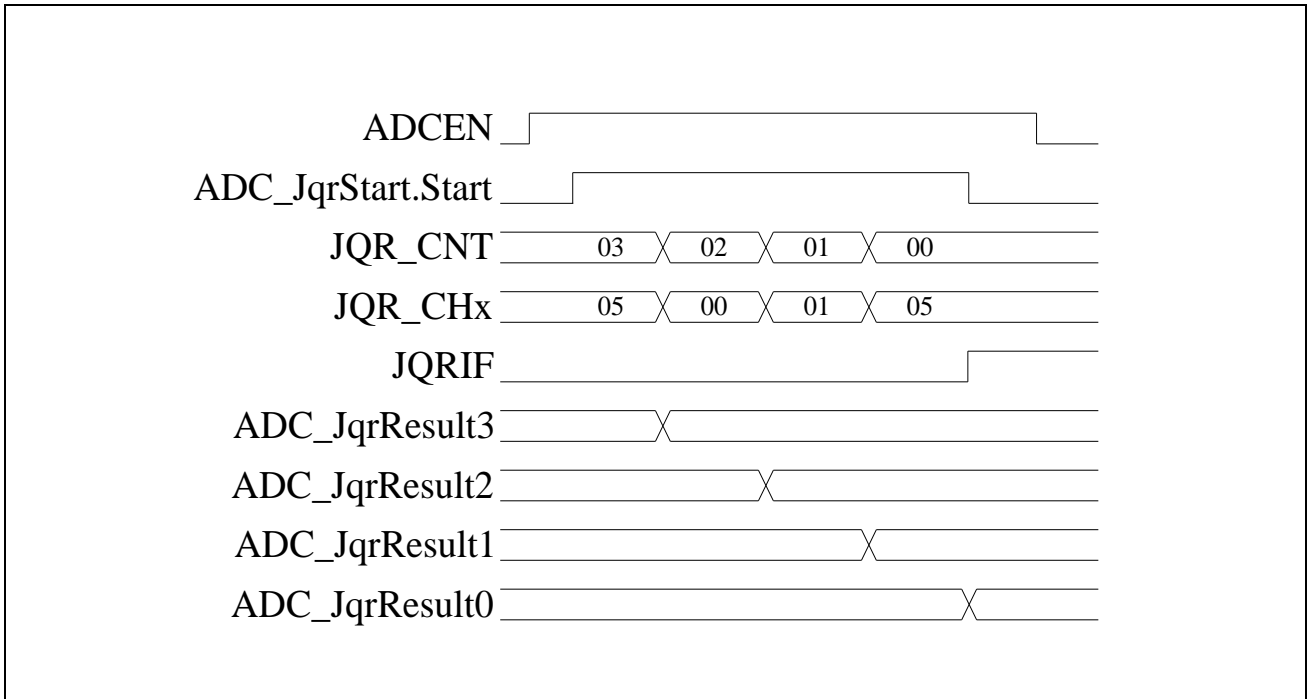 ADCEN
ADC_JqrStart.Start
JQR_CNT 03 02 01 00
JQR_CHx 05 00 01 05
JQRIF
ADC_JqrResult3
ADC_JqrResult2
ADC_JqrResult1
ADC_JqrResult0